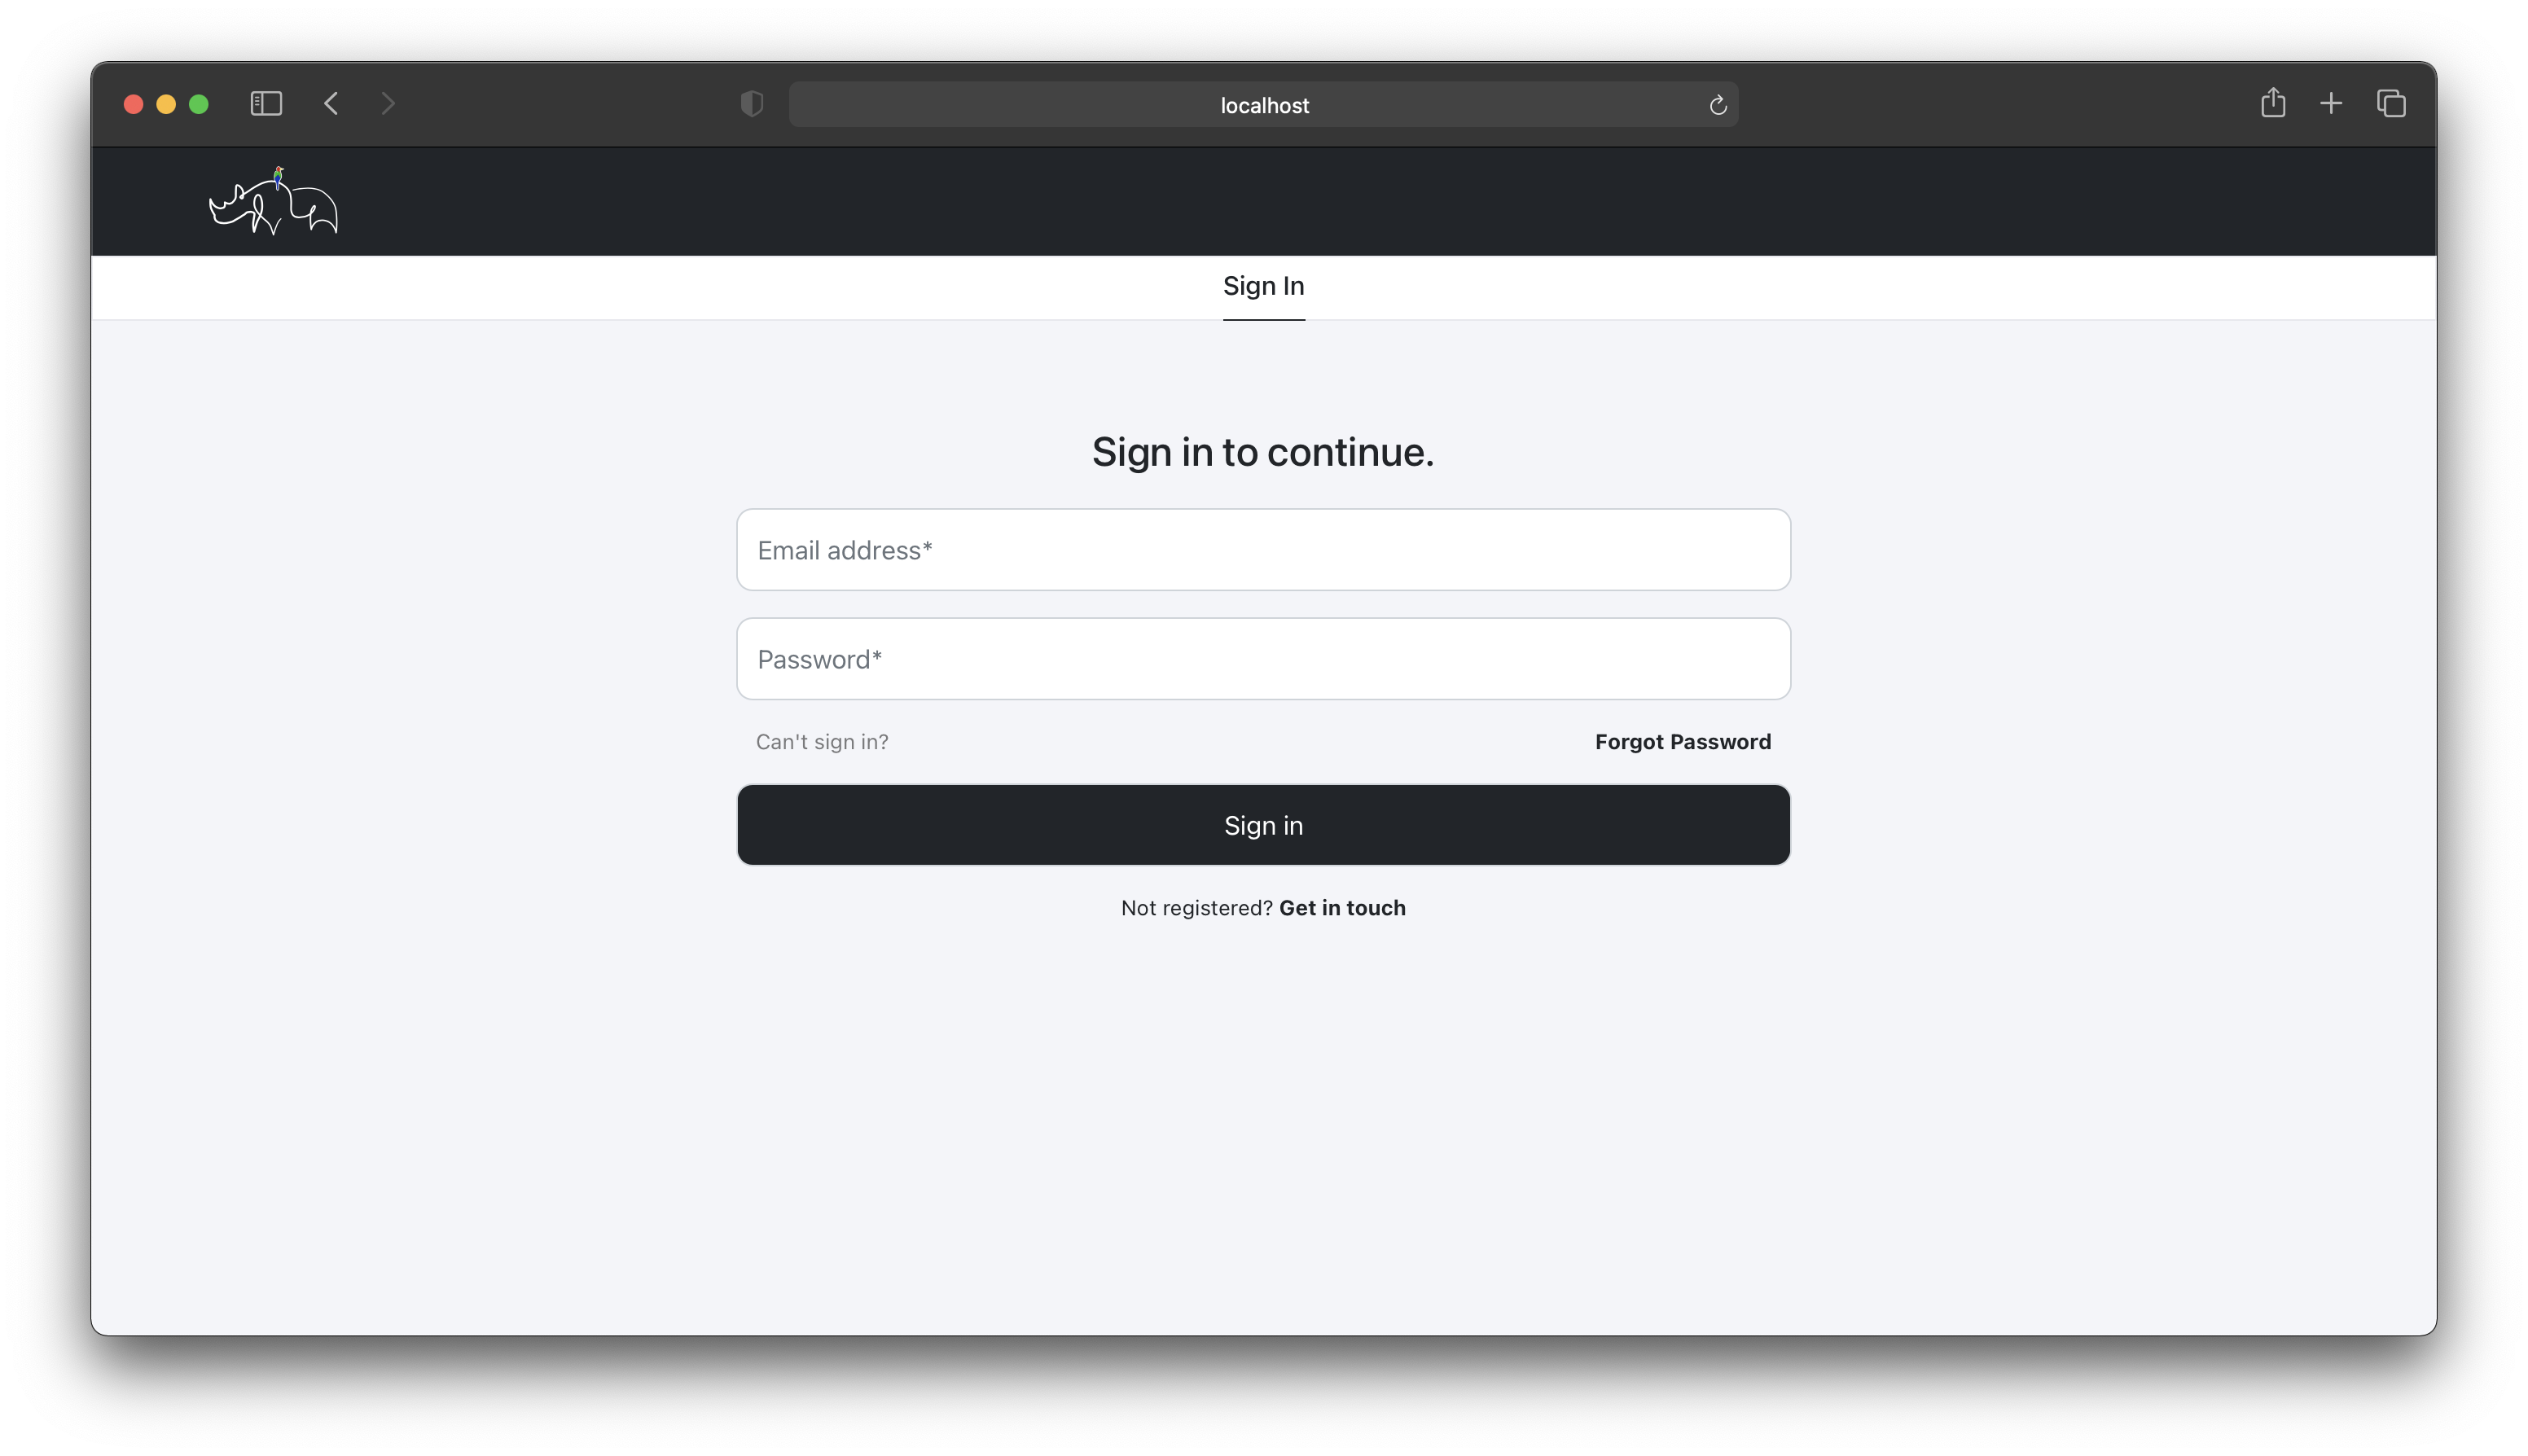 localhost
Sign In
Sign in to continue.
Email address*
Password*
Can't sign in? Forgot Password
Sign in
Not registered? Get in touch